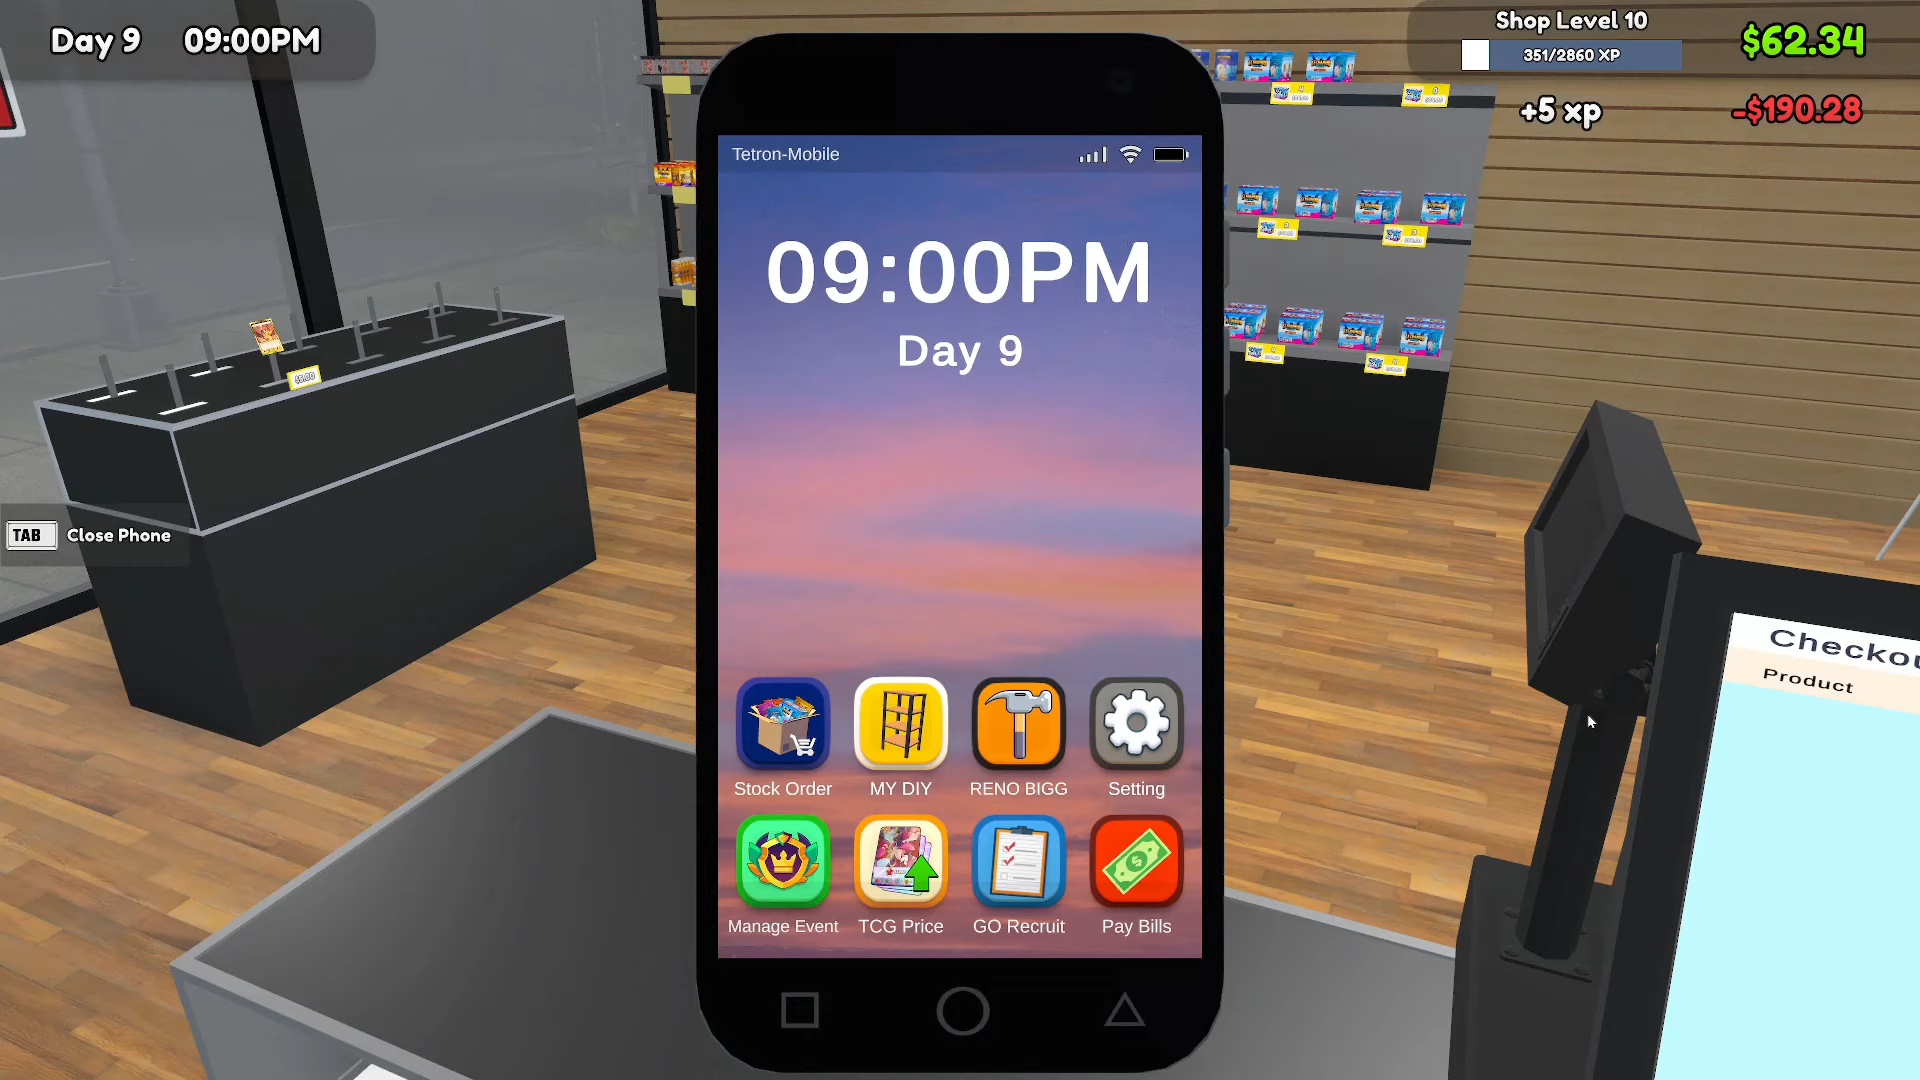 Day 9 09:00PM
Shop Level 10
351/2860 XP
$62.34
+5 xp
-$190.28
Tetron-Mobile
09:00PM
Day 9
$5.00
TAB Close Phone
Checkou
Product
Stock Order
MY DIY
RENO BIGG
Setting
Manage Event
TCG Price
GO Recruit
Pay Bills